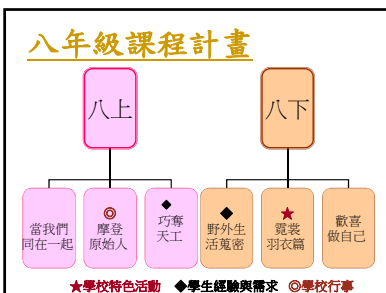 八年級課程計畫
八上
八下
當我們
同在一起
◎
摩登
原始人
◆
巧奪
天工
◆
野外生
活蒐密
★
霓裳
羽衣篇
歡喜
做自己
★學校特色活動 ◆學生經驗與需求 ◎學校行事